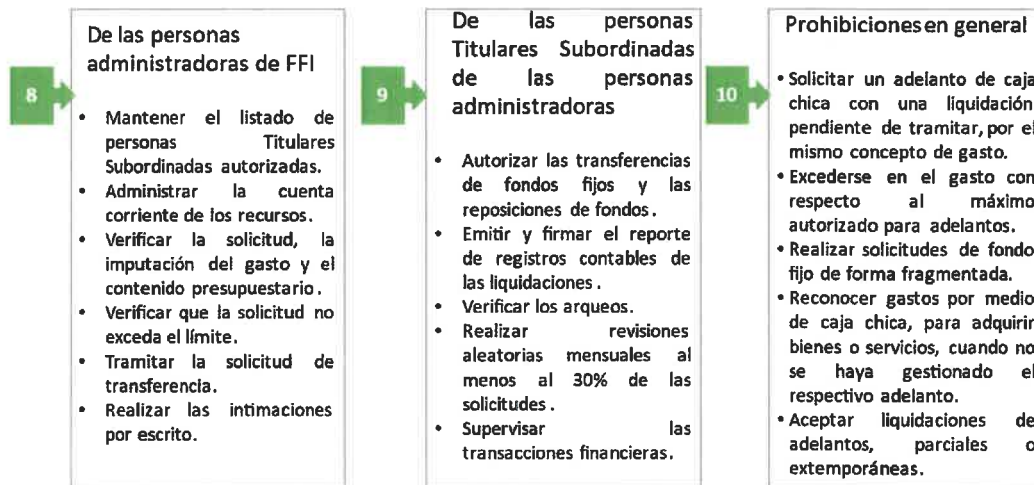 8
De las personas
administradoras de FFI
• Mantener el listado de
personas Titulares
Subordinadas autorizadas.
• Administrar la cuenta
corriente de los recursos.
• Verificar la solicitud, la
imputación del gasto y el
contenido presupuestario.
• Verificar que la solicitud no
exceda el límite.
• Tramitar la solicitud de
transferencia.
• Realizar las intimaciones
por escrito.
9
De las personas
Titulares Subordinadas
de las personas
administradoras
• Autorizar las transferencias
de fondos fijos y las
reposiciones de fondos.
• Emitir y firmar el reporte
de registros contables de
las liquidaciones.
• Verificar los arqueos.
• Realizar revisiones
aleatorias mensuales al
menos al 30% de las
solicitudes.
• Supervisar las
transacciones financieras.
10
Prohibiciones en general
• Solicitar un adelanto de caja
chica con una liquidación
pendiente de tramitar, por el
mismo concepto de gasto.
• Excederse en el gasto con
respecto al máximo
autorizado para adelantos.
• Realizar solicitudes de fondo
fijo de forma fragmentada.
• Reconocer gastos por medio
de caja chica, para adquirir
bienes o servicios, cuando no
se haya gestionado el
respectivo adelanto.
• Aceptar liquidaciones de
adelantos, parciales o
extemporáneas.